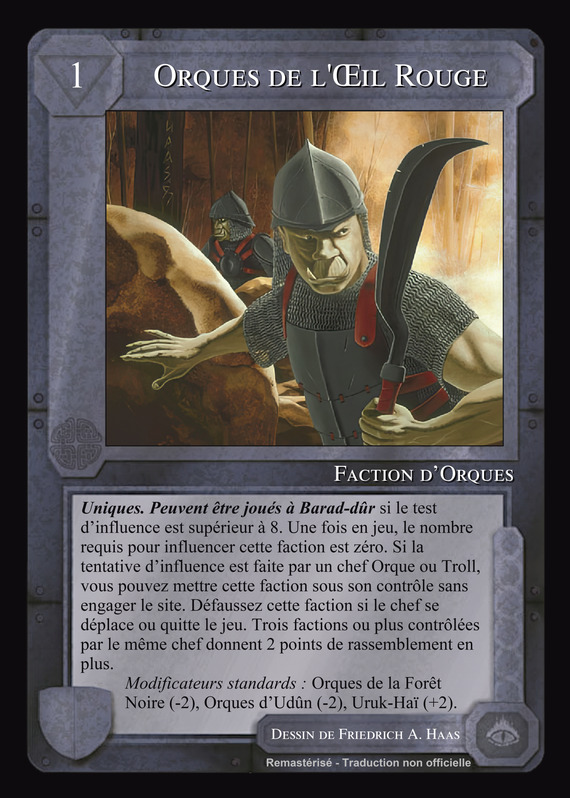 1
Orques de l'Œil Rouge
HAAS 97
Faction d'Orques
Uniques. Peuvent être joués à Barad-dûr si le test
d'influence est supérieur à 8. Une fois en jeu, le nombre
requis pour influencer cette faction est zéro. Si la
tentative d'influence est faite par un chef Orque ou Troll,
vous pouvez mettre cette faction sous son contrôle sans
engager le site. Défaussez cette faction si le chef se
déplace ou quitte le jeu. Trois factions ou plus contrôlées
par le même chef donnent 2 points de rassemblement en
plus.
Modificateurs standards : Orques de la Forêt
Noire (-2), Orques d'Udûn (-2), Uruk-Haï (+2).
Dessin de Friedrich A. Haas
Remastérisé - Traduction non officielle